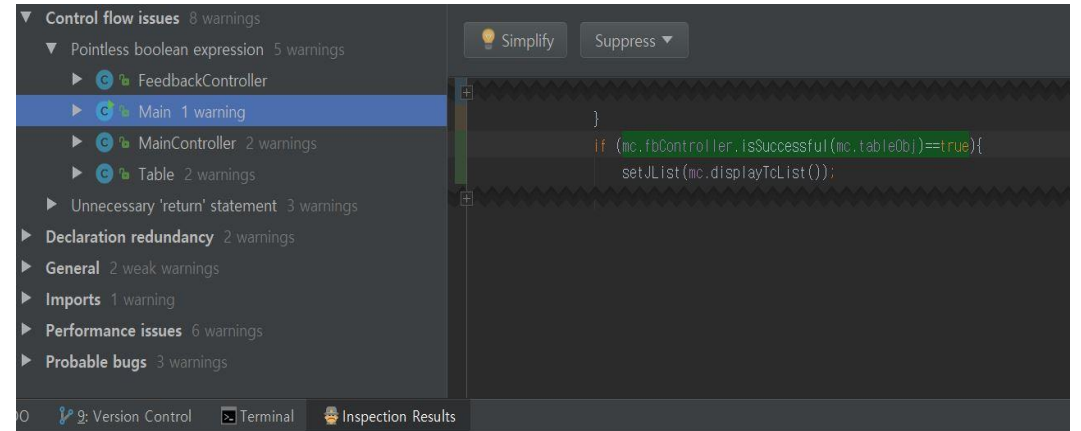 Control flow issues 8 warnings
Pointless boolean expression 5 warnings
FeedbackController
Main 1 warning
MainController 2 warnings
Table 2 warnings
Unnecessary 'return' statement 3 warnings
Declaration redundancy 2 warnings
General 2 weak warnings
Imports 1 warning
Performance issues 6 warnings
Probable bugs 3 warnings
Simplify Suppress
}
if (mc.fbController.isSuccessful(mc.tableObj)==true){
setJList(mc.displayTcList());
DO 9: Version Control Terminal Inspection Results